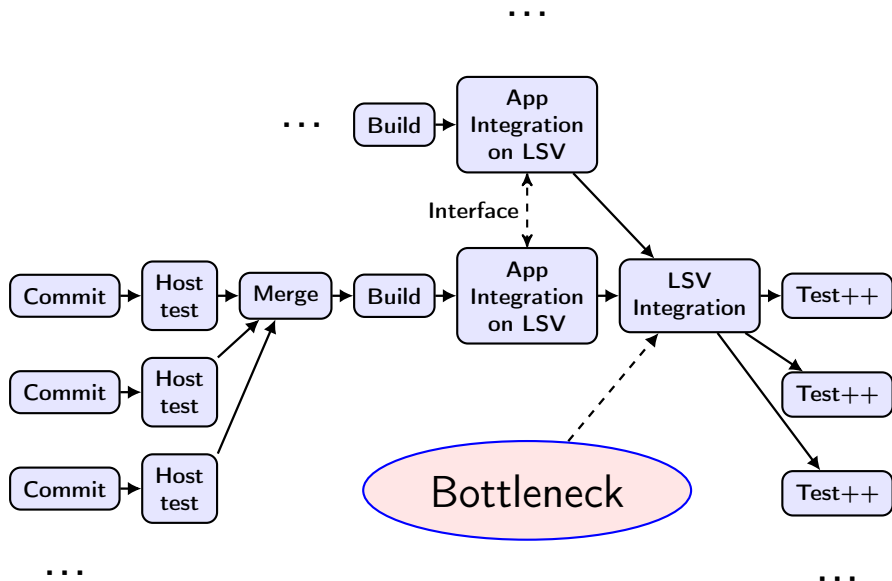 ...
... Build App
Integration
on LSV
Interface
Commit Host
test Merge Build App
Integration
on LSV LSV
Integration Test++
Commit Host
test Test++
Commit Host
test Bottleneck Test++
... ...